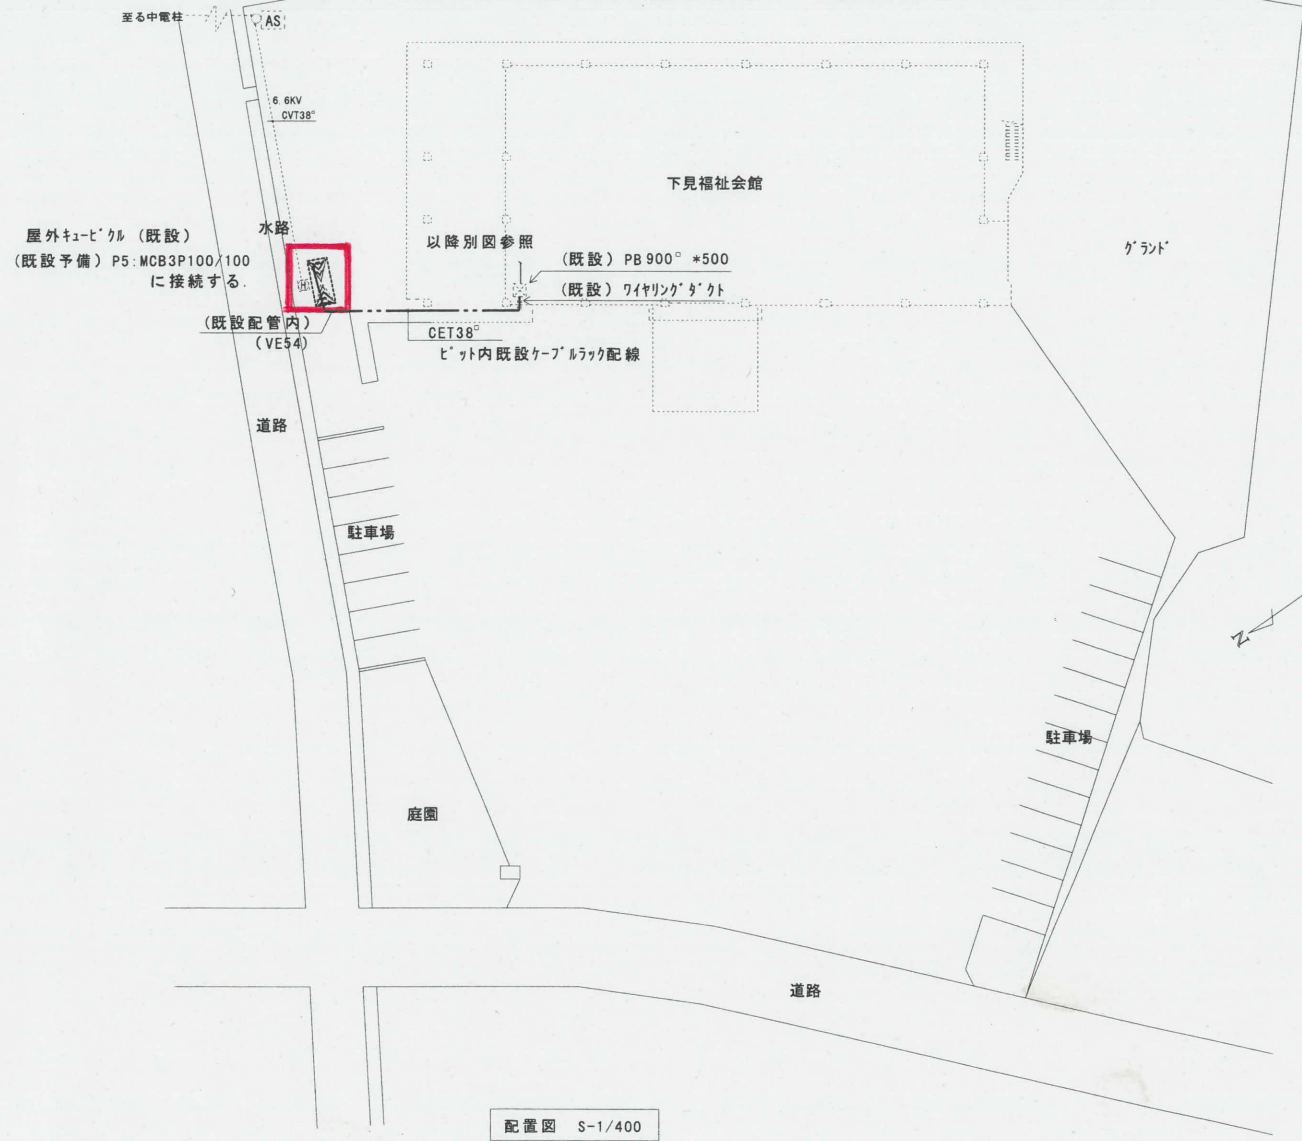 至る中電柱
AS
6.6KV
CVT38□
下見福祉会館
水路
屋外キュービクル (既設)
(既設予備) P5:MCB3P100/100
に接続する.
H
以降別図参照
(既設) PB 900□ *500
(既設) ワイヤリングダクト
グランド
(既設配管内)
(VE54)
CET38□
ピット内既設ケーブルラック配線
道路
駐車場
N
駐車場
庭園
道路
配置図 S-1/400